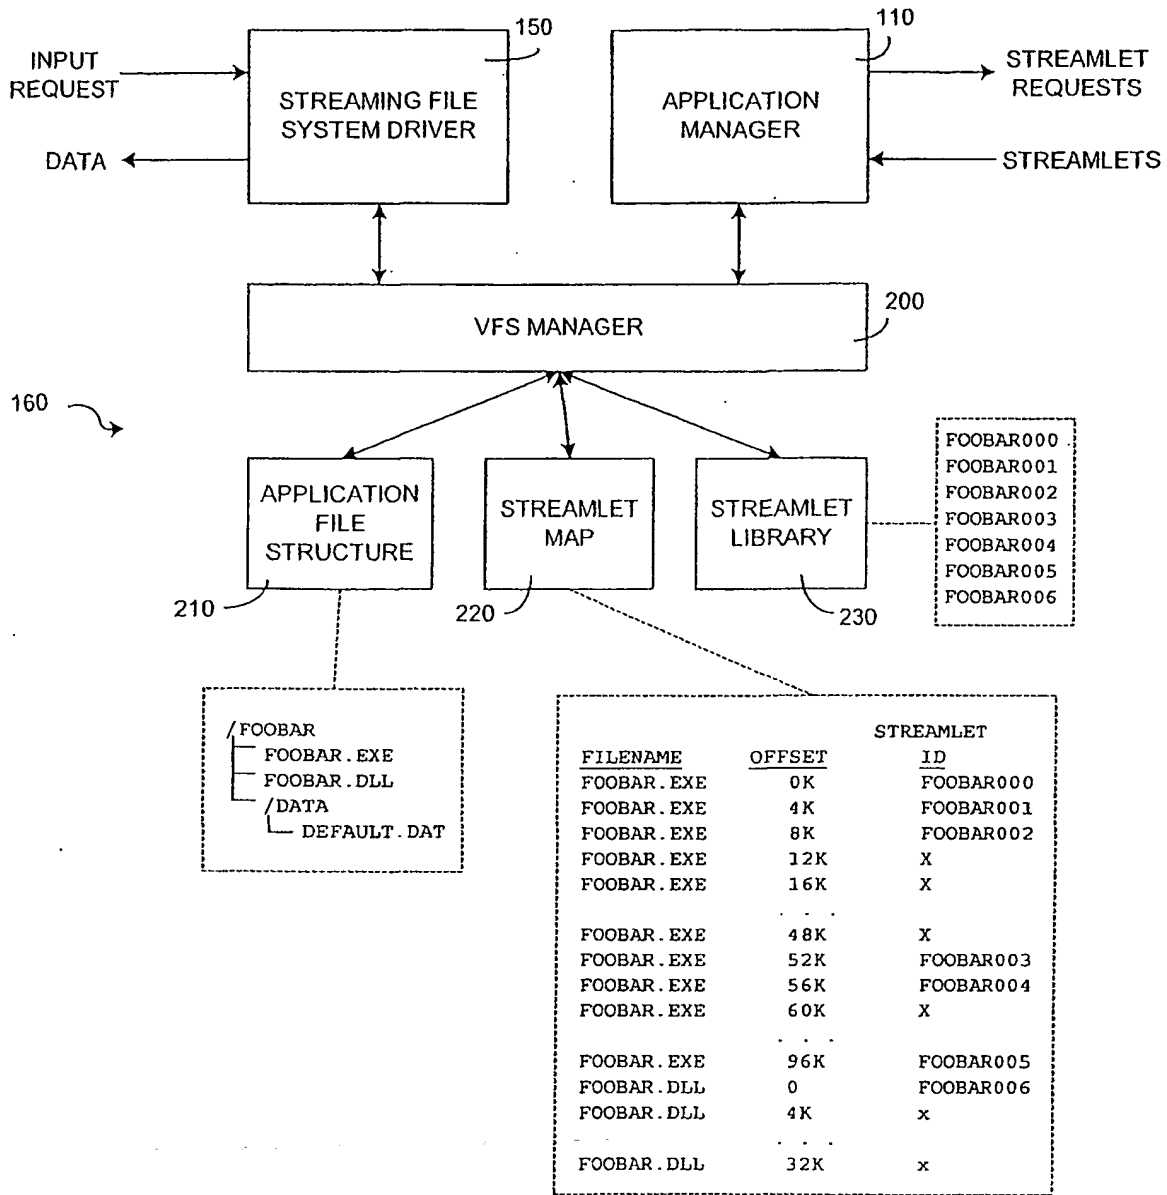 150
110
INPUT
REQUEST
DATA
STREAMING FILE
SYSTEM DRIVER
APPLICATION
MANAGER
STREAMLET
REQUESTS
STREAMLETS
VFS MANAGER
200
160
APPLICATION
FILE
STRUCTURE
210
STREAMLET
MAP
220
STREAMLET
LIBRARY
230
FOOBAR000
FOOBAR001
FOOBAR002
FOOBAR003
FOOBAR004
FOOBAR005
FOOBAR006
/FOOBAR
FOOBAR.EXE
FOOBAR.DLL
/DATA
DEFAULT.DAT
STREAMLET
FILENAME OFFSET ID
FOOBAR.EXE 0K FOOBAR000
FOOBAR.EXE 4K FOOBAR001
FOOBAR.EXE 8K FOOBAR002
FOOBAR.EXE 12K X
FOOBAR.EXE 16K X
. . .
FOOBAR.EXE 48K X
FOOBAR.EXE 52K FOOBAR003
FOOBAR.EXE 56K FOOBAR004
FOOBAR.EXE 60K X
. . .
FOOBAR.EXE 96K FOOBAR005
FOOBAR.DLL 0 FOOBAR006
FOOBAR.DLL 4K x
. . .
FOOBAR.DLL 32K x